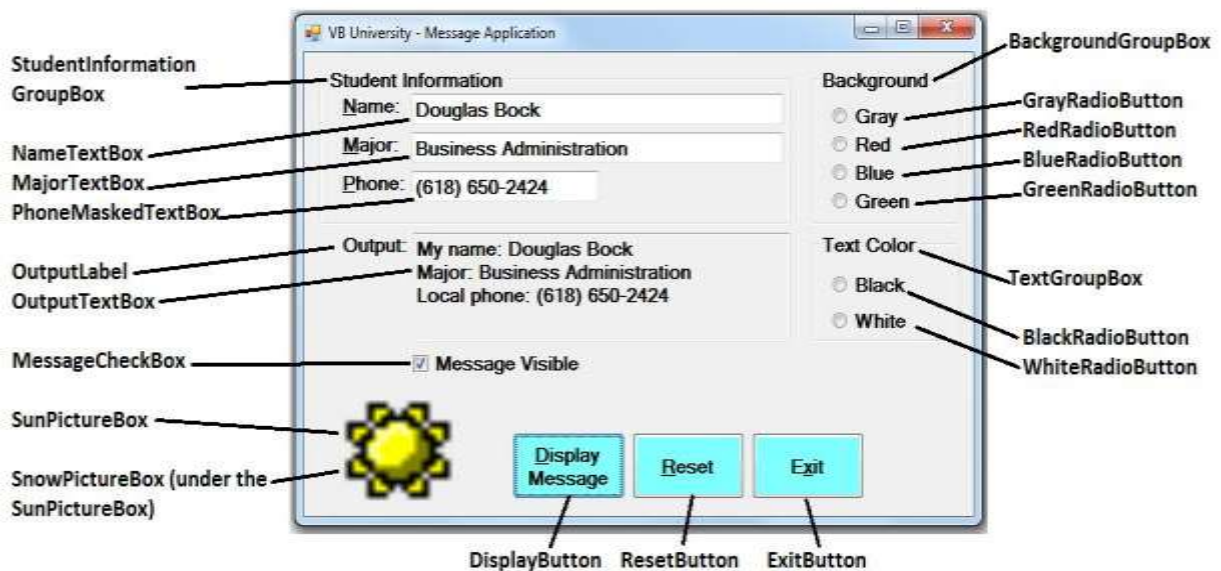 VB University - Message Application
StudentInformation
GroupBox
NameTextBox
MajorTextBox
PhoneMaskedTextBox
OutputLabel
OutputTextBox
MessageCheckBox
SunPictureBox
SnowPictureBox (under the
SunPictureBox)
Student Information
Name: Douglas Bock
Major: Business Administration
Phone: (618) 650-2424
Output: My name: Douglas Bock
Major: Business Administration
Local phone: (618) 650-2424
Message Visible
Display
Message
Reset
Exit
Background
Gray
Red
Blue
Green
Text Color
Black
White
BackgroundGroupBox
GrayRadioButton
RedRadioButton
BlueRadioButton
GreenRadioButton
TextGroupBox
BlackRadioButton
WhiteRadioButton
DisplayButton
ResetButton
ExitButton